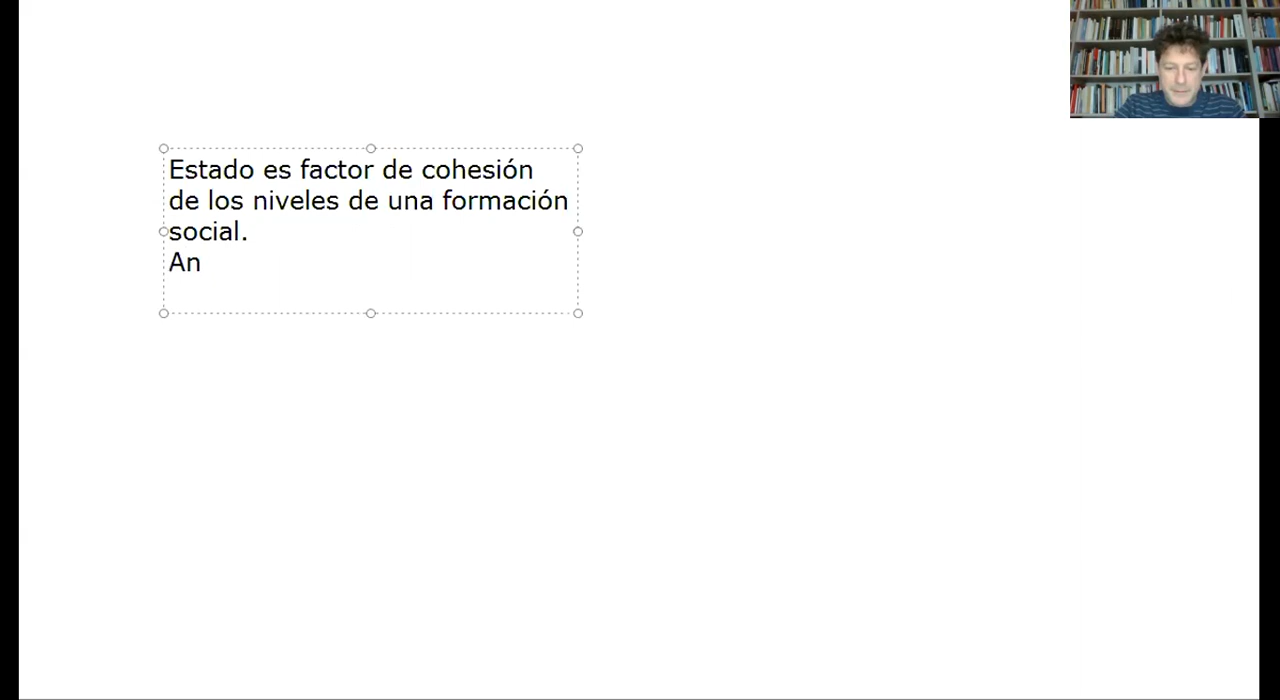 Estado es factor de cohesión
de los niveles de una formación
social.
An